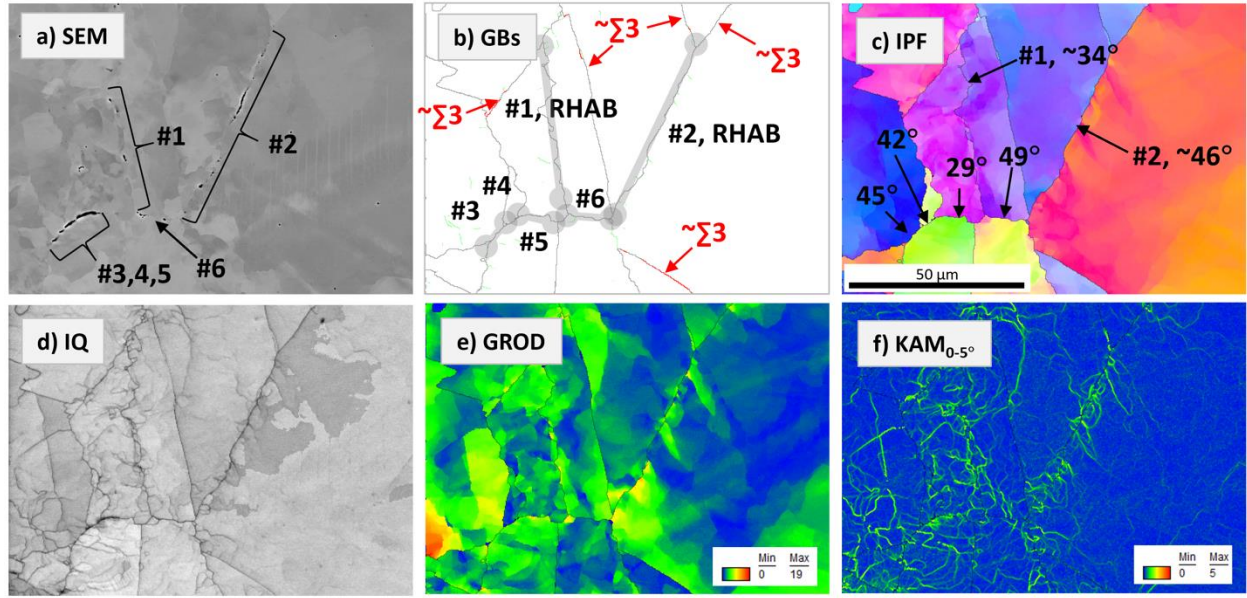 a) SEM
#1
#2
#3,4,5
#6
b) GBs
~∑3
~∑3
~∑3
#1, RHAB
#2, RHAB
#4
#6
#3
#5
~∑3
c) IPF
#1, ~34°
#2, ~46°
42°
29°
49°
45°
50 µm
d) IQ
e) GROD
Min Max
0 19
f) KAM0-5°
Min Max
0 5